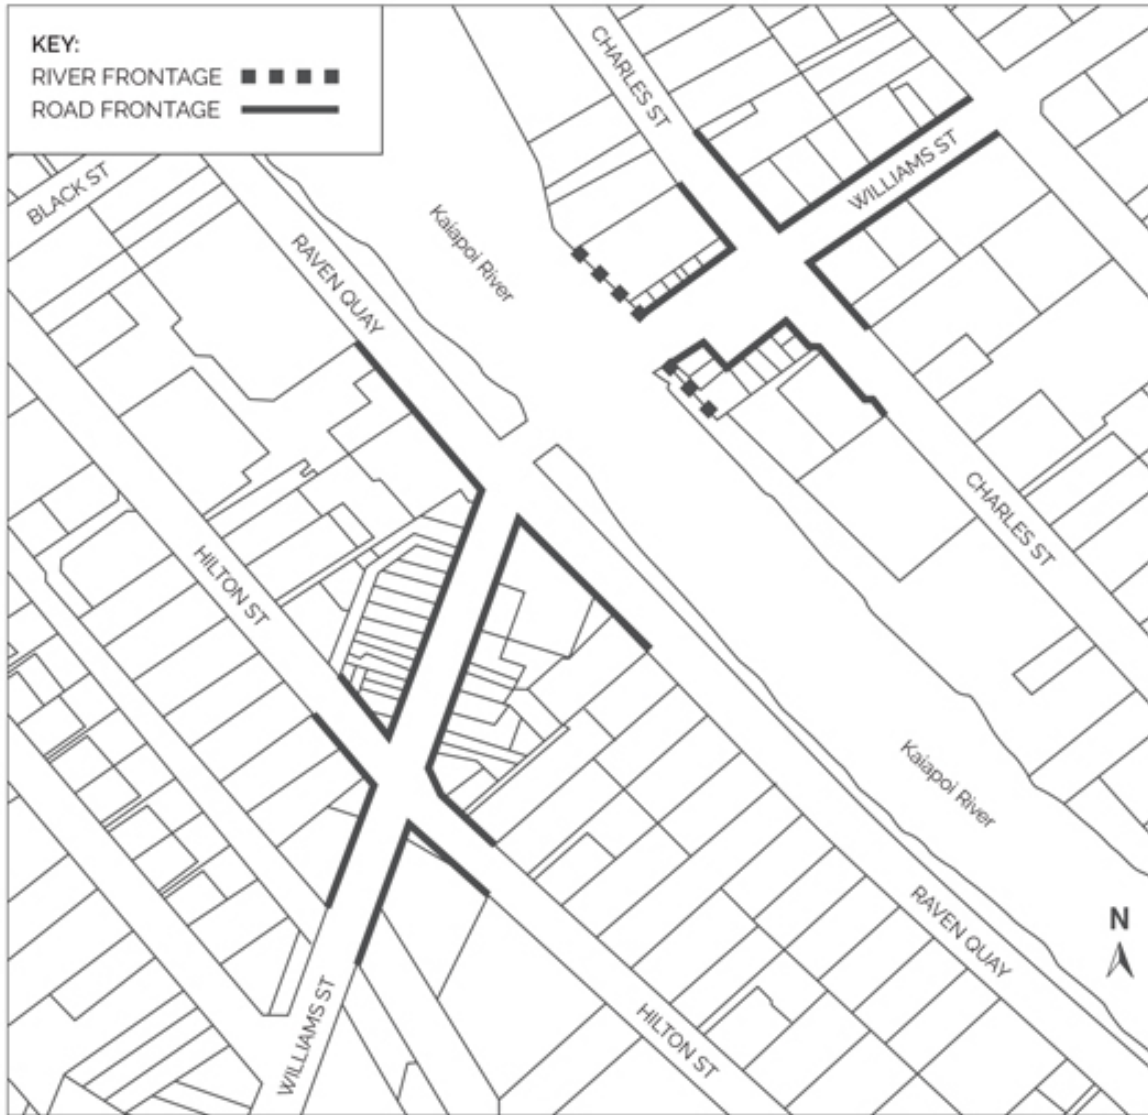 KEY:
RIVER FRONTAGE
ROAD FRONTAGE
CHARLES ST
WILLIAMS ST
BLACK ST
Kaiapoi River
RAVEN QUAY
CHARLES ST
HILTON ST
Kaiapoi River
RAVEN QUAY
N
WILLIAMS ST
HILTON ST